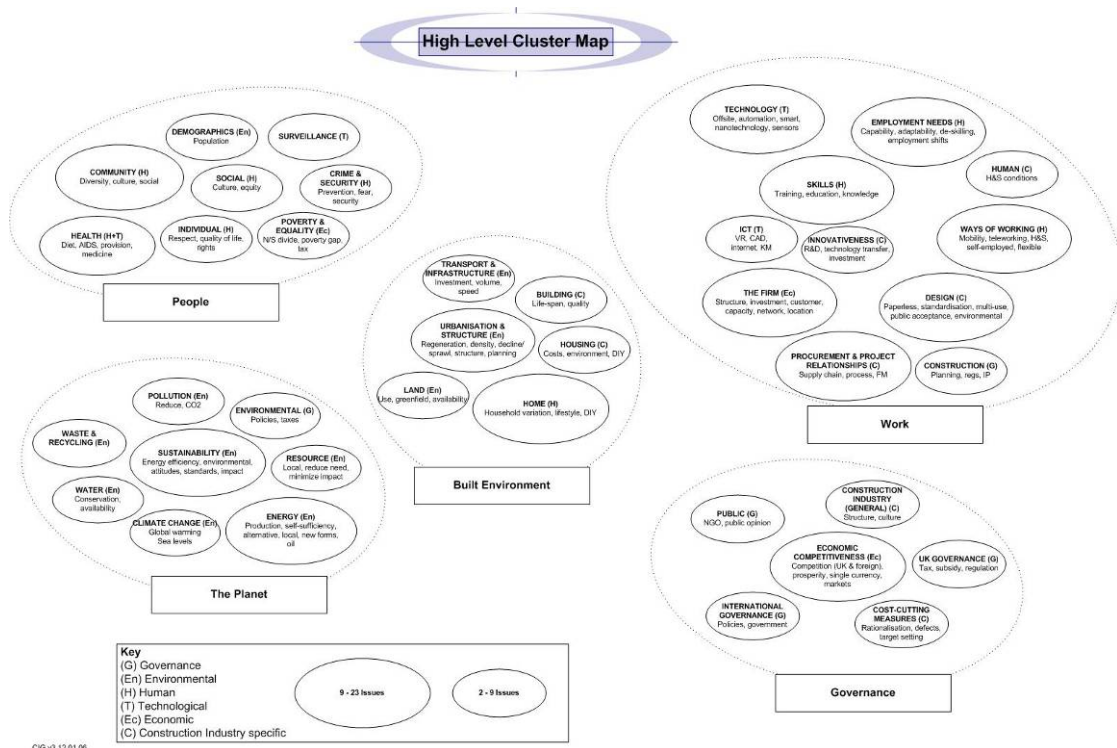 High Level Cluster Map
DEMOGRAPHICS (En)
Population
SURVEILLANCE (T)
COMMUNITY (H)
Diversity, culture, social
SOCIAL (H)
Culture, equity
CRIME &
SECURITY (H)
Prevention, fear,
security
HEALTH (H+T)
Diet, AIDS, provision,
medicine
INDIVIDUAL (H)
Respect, quality of life,
rights
POVERTY &
EQUALITY (Ec)
N/S divide, poverty gap,
tax
People
TECHNOLOGY (T)
Offsite, automation, smart,
nanotechnology, sensors
EMPLOYMENT NEEDS (H)
Capability, adaptability, de-skilling,
employment shifts
HUMAN (C)
H&S conditions
SKILLS (H)
Training, education, knowledge
ICT (T)
VR, CAD,
internet, KM
INNOVATIVENESS (C)
R&D, technology transfer,
investment
WAYS OF WORKING (H)
Mobility, teleworking, H&S,
self-employed, flexible
THE FIRM (Ec)
Structure, investment, customer,
capacity, network, location
DESIGN (C)
Paperless, standardisation, multi-use,
public acceptance, environmental
PROCUREMENT & PROJECT
RELATIONSHIPS (C)
Supply chain, process, FM
CONSTRUCTION (G)
Planning, regs, IP
Work
TRANSPORT &
INFRASTRUCTURE (En)
Investment, volume,
speed
BUILDING (C)
Life-span, quality
URBANISATION &
STRUCTURE (En)
Regeneration, density, decline/
sprawl, structure, planning
HOUSING (C)
Costs, environment, DIY
LAND (En)
Use, greenfield, availability
HOME (H)
Household variation, lifestyle, DIY
Built Environment
POLLUTION (En)
Reduce, CO2
ENVIRONMENTAL (G)
Policies, taxes
WASTE &
RECYCLING (En)
SUSTAINABILITY (En)
Energy efficiency, environmental,
attitudes, standards, impact
RESOURCE (En)
Local, reduce need,
minimize impact
WATER (En)
Conservation,
availability
CLIMATE CHANGE (En)
Global warming
Sea levels
ENERGY (En)
Production, self-sufficiency,
alternative, local, new forms,
oil
The Planet
PUBLIC (G)
NGO, public opinion
CONSTRUCTION
INDUSTRY
(GENERAL) (C)
Structure, culture
ECONOMIC
COMPETITIVENESS (Ec)
Competition (UK & foreign),
prosperity, single currency,
markets
UK GOVERNANCE (G)
Tax, subsidy, regulation
INTERNATIONAL
GOVERNANCE (G)
Policies, government
COST-CUTTING
MEASURES (C)
Rationalisation, defects,
target setting
Governance
Key
(G) Governance
(En) Environmental
(H) Human
(T) Technological
(Ec) Economic
(C) Construction Industry specific
9 - 23 Issues
2 - 9 Issues